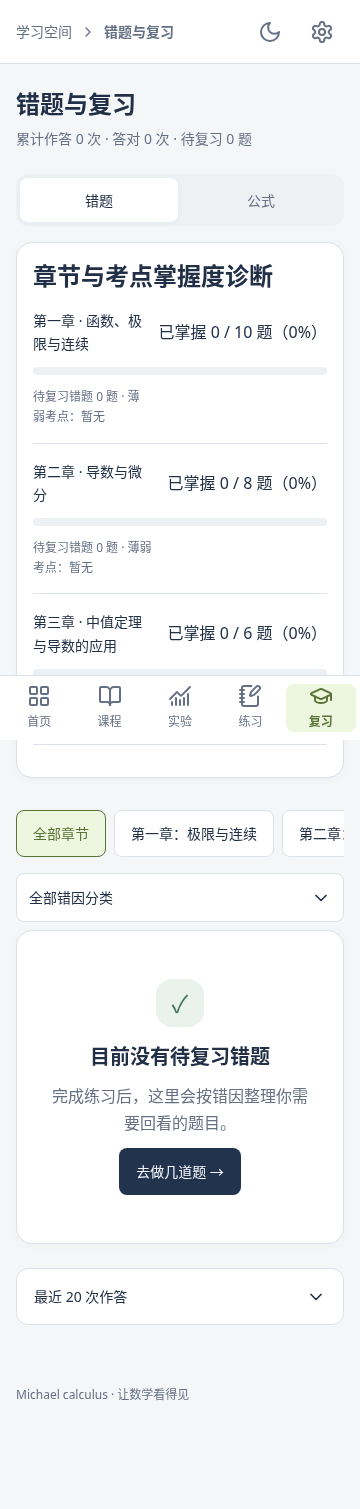 学习空间 > 错题与复习
错题与复习
累计作答 0 次 · 答对 0 次 · 待复习 0 题
错题 公式
章节与考点掌握度诊断
第一章 · 函数、极
限与连续
已掌握 0 / 10 题（0%）
待复习错题 0 题 · 薄
弱考点：暂无
第二章 · 导数与微
分
已掌握 0 / 8 题（0%）
待复习错题 0 题 · 薄弱
考点：暂无
第三章 · 中值定理
与导数的应用
已掌握 0 / 6 题（0%）
首页 课程 实验 练习 复习
全部章节 第一章：极限与连续 第二章
全部错因分类
✓
目前没有待复习错题
完成练习后，这里会按错因整理你需
要回看的题目。
去做几道题 →
最近 20 次作答
Michael calculus · 让数学看得见